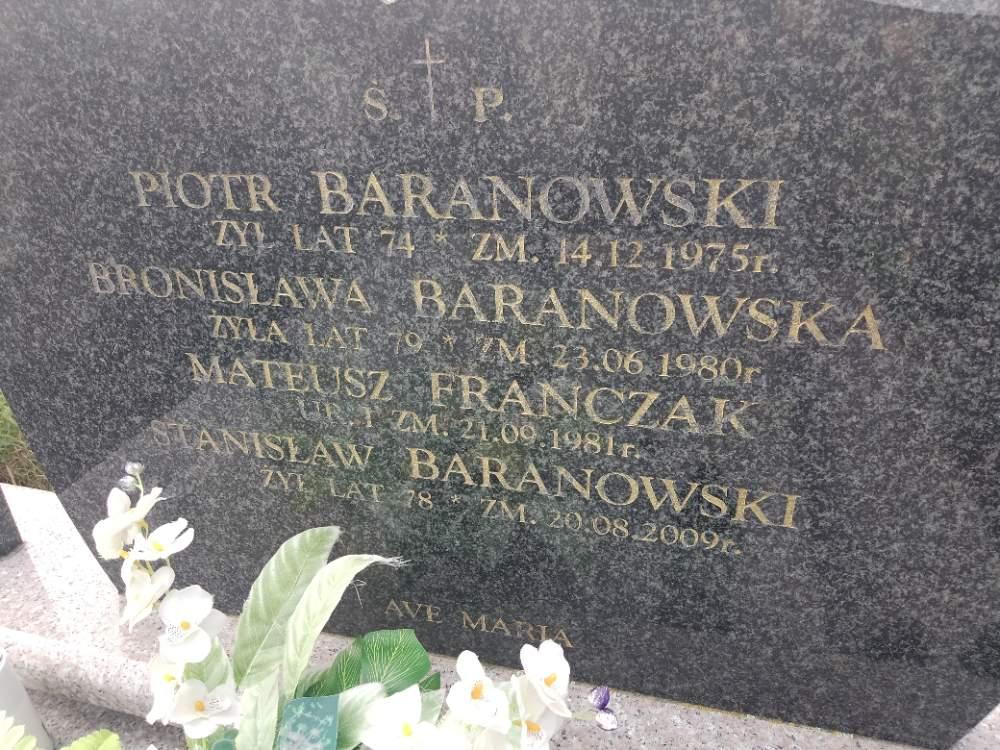 Ś. P.
PIOTR BARANOWSKI
ŻYŁ LAT 74 * ZM. 14.12.1975r.
BRONISŁAWA BARANOWSKA
ŻYŁA LAT 79 * ZM. 23.06.1980r.
MATEUSZ FRANCZAK
UR. I ZM. 21.09.1981r.
STANISŁAW BARANOWSKI
ŻYŁ LAT 78 * ZM. 20.08.2009r.
AVE MARIA